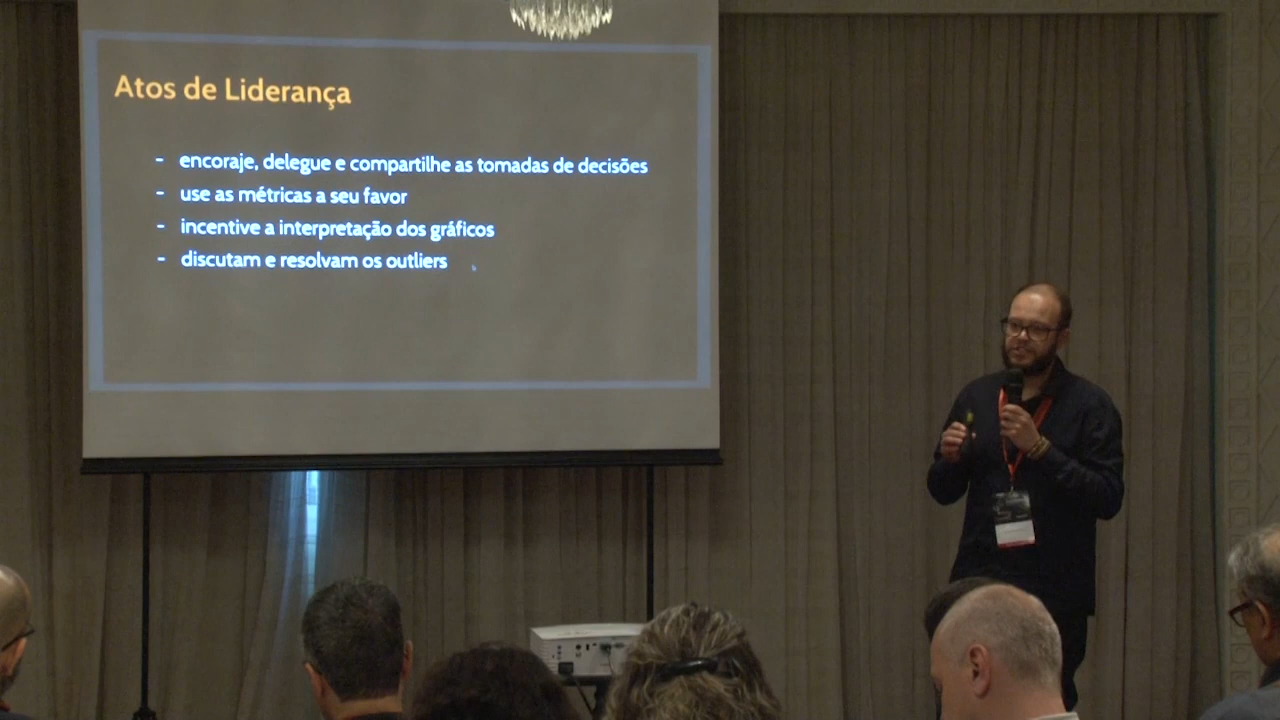 Atos de Liderança
- encoraje, delegue e compartilhe as tomadas de decisões
- use as métricas a seu favor
- incentive a interpretação dos gráficos
- discutam e resolvam os outliers